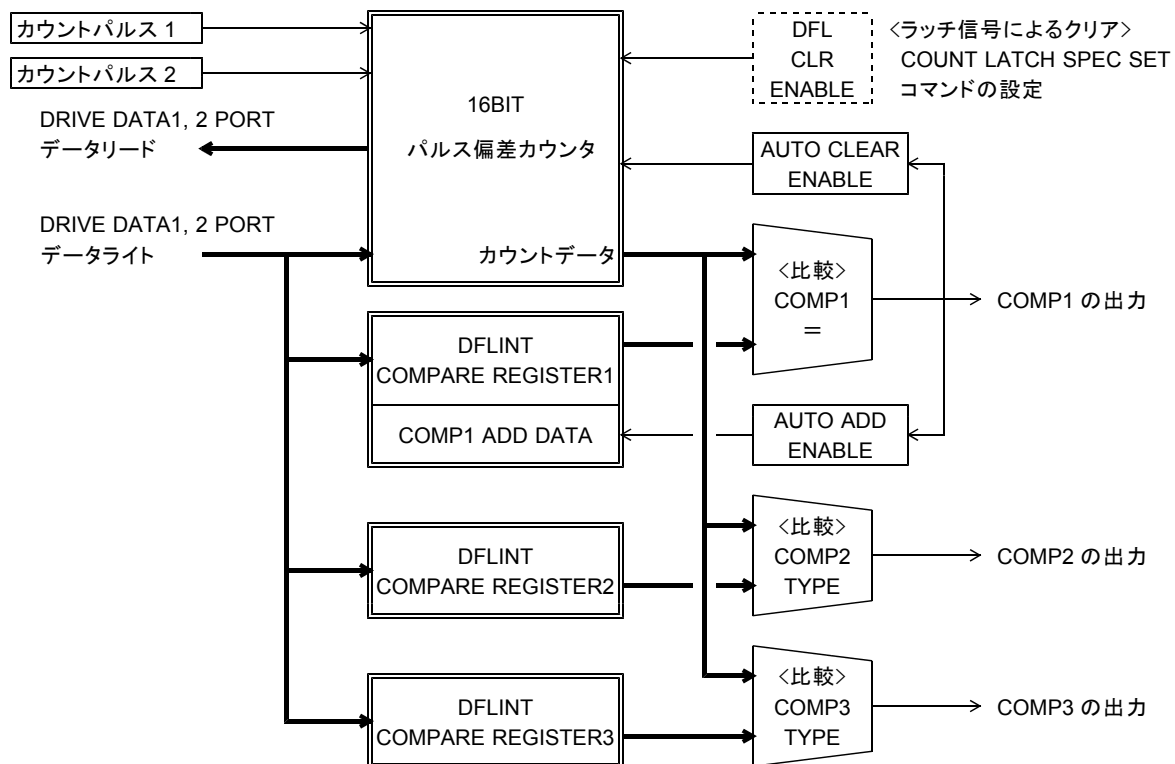 カウントパルス 1
カウントパルス 2
DRIVE DATA1, 2 PORT
データリード
DRIVE DATA1, 2 PORT
データライト
16BIT
パルス偏差カウンタ
カウントデータ
DFL
CLR
ENABLE
<ラッチ信号によるクリア>
COUNT LATCH SPEC SET
コマンドの設定
AUTO CLEAR
ENABLE
<比較>
COMP1
=
COMP1 の出力
DFLINT
COMPARE REGISTER1
COMP1 ADD DATA
AUTO ADD
ENABLE
DFLINT
COMPARE REGISTER2
<比較>
COMP2
TYPE
COMP2 の出力
DFLINT
COMPARE REGISTER3
<比較>
COMP3
TYPE
COMP3 の出力